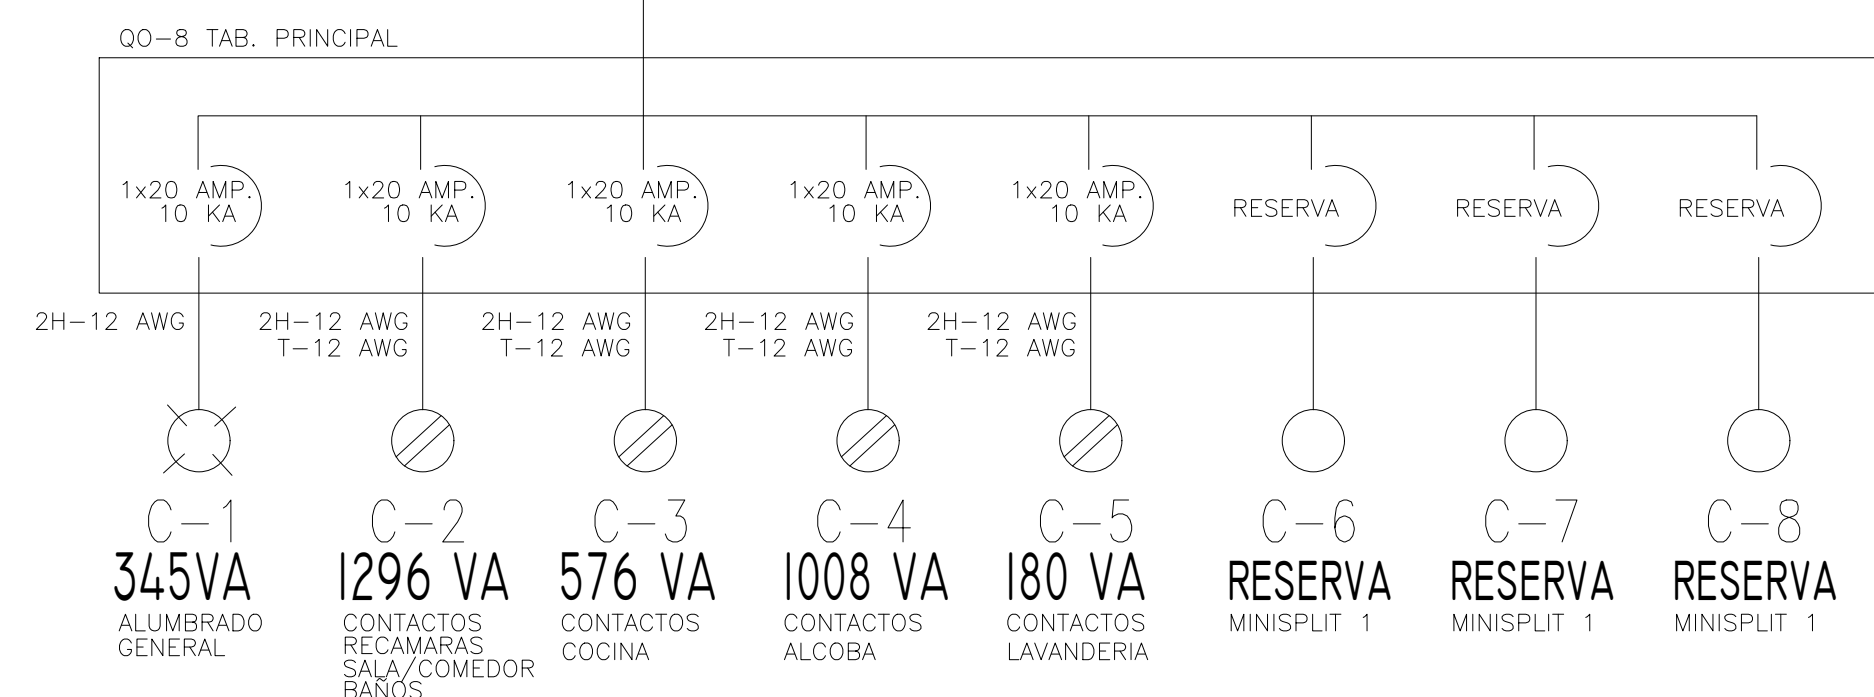 QO-8 TAB. PRINCIPAL
1x20 AMP.
10 KA
1x20 AMP.
10 KA
1x20 AMP.
10 KA
1x20 AMP.
10 KA
1x20 AMP.
10 KA
RESERVA
RESERVA
RESERVA
2H-12 AWG
2H-12 AWG
T-12 AWG
2H-12 AWG
T-12 AWG
2H-12 AWG
T-12 AWG
2H-12 AWG
T-12 AWG
C-1
345VA
ALUMBRADO
GENERAL
C-2
1296 VA
CONTACTOS
RECAMARAS
SALA/COMEDOR
BAÑOS
C-3
576 VA
CONTACTOS
COCINA
C-4
1008 VA
CONTACTOS
ALCOBA
C-5
180 VA
CONTACTOS
LAVANDERIA
C-6
RESERVA
MINISPLIT 1
C-7
RESERVA
MINISPLIT 1
C-8
RESERVA
MINISPLIT 1